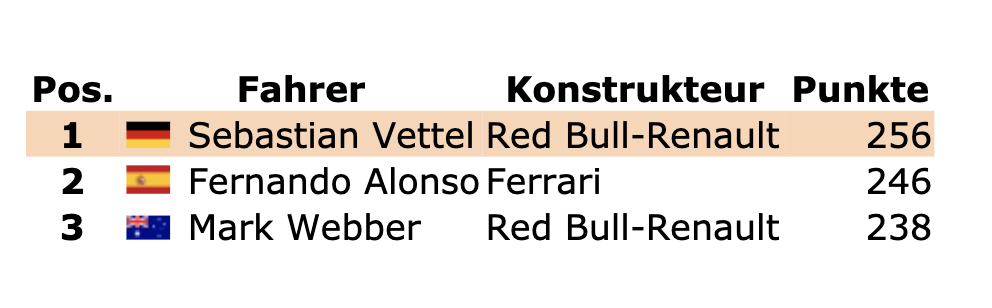 Pos. Fahrer Konstrukteur Punkte
1 Sebastian Vettel Red Bull-Renault 256
2 Fernando Alonso Ferrari 246
3 Mark Webber Red Bull-Renault 238